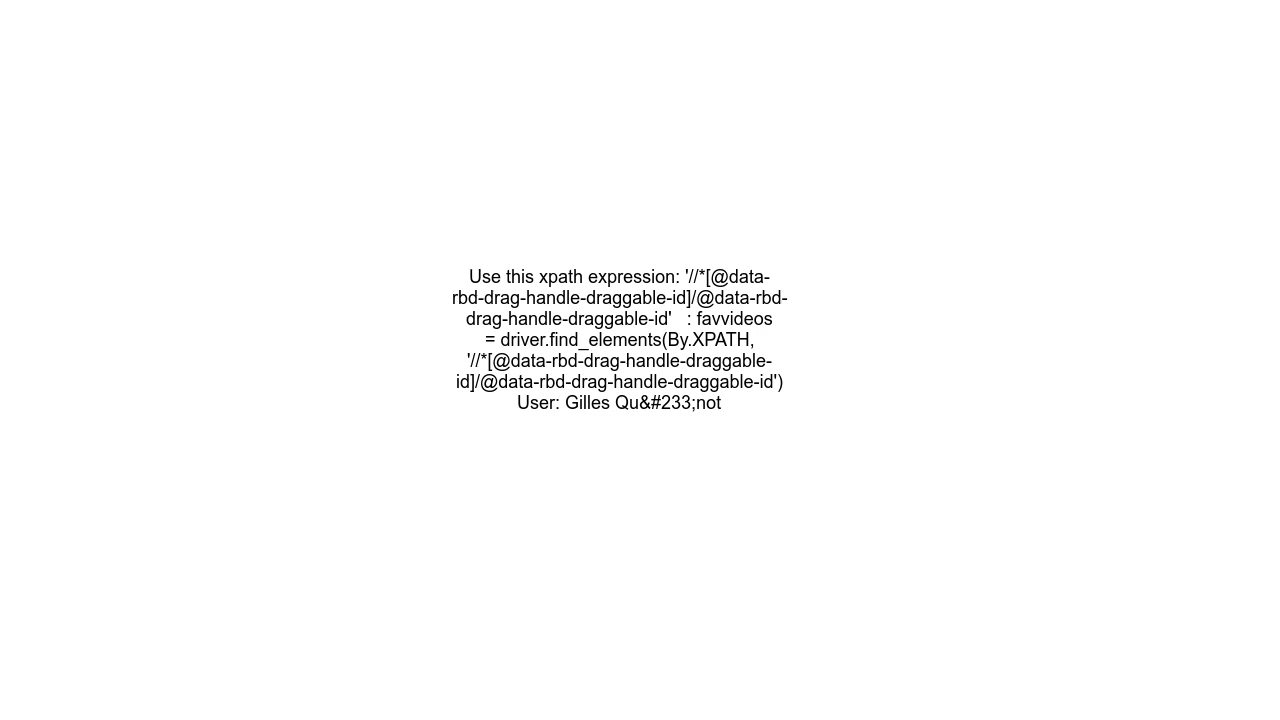 Use this xpath expression: '//*[@data-
rbd-drag-handle-draggable-id]/@data-rbd-
drag-handle-draggable-id'   : favvideos
= driver.find_elements(By.XPATH,
'//*[@data-rbd-drag-handle-draggable-
id]/@data-rbd-drag-handle-draggable-id')
User: Gilles Qu&#233;not